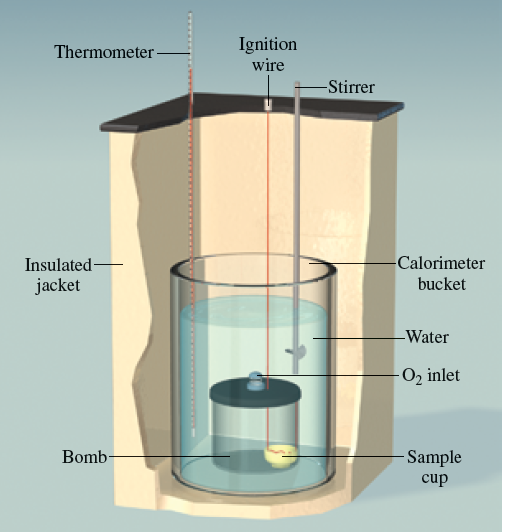 Thermometer
Ignition
wire
Stirrer
Insulated
jacket
Calorimeter
bucket
Water
O₂ inlet
Bomb
Sample
cup